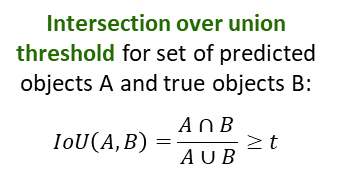 Intersection over union
threshold for set of predicted
objects A and true objects B:
IoU(A,B) = A ∩ B / A ∪ B ≥ t